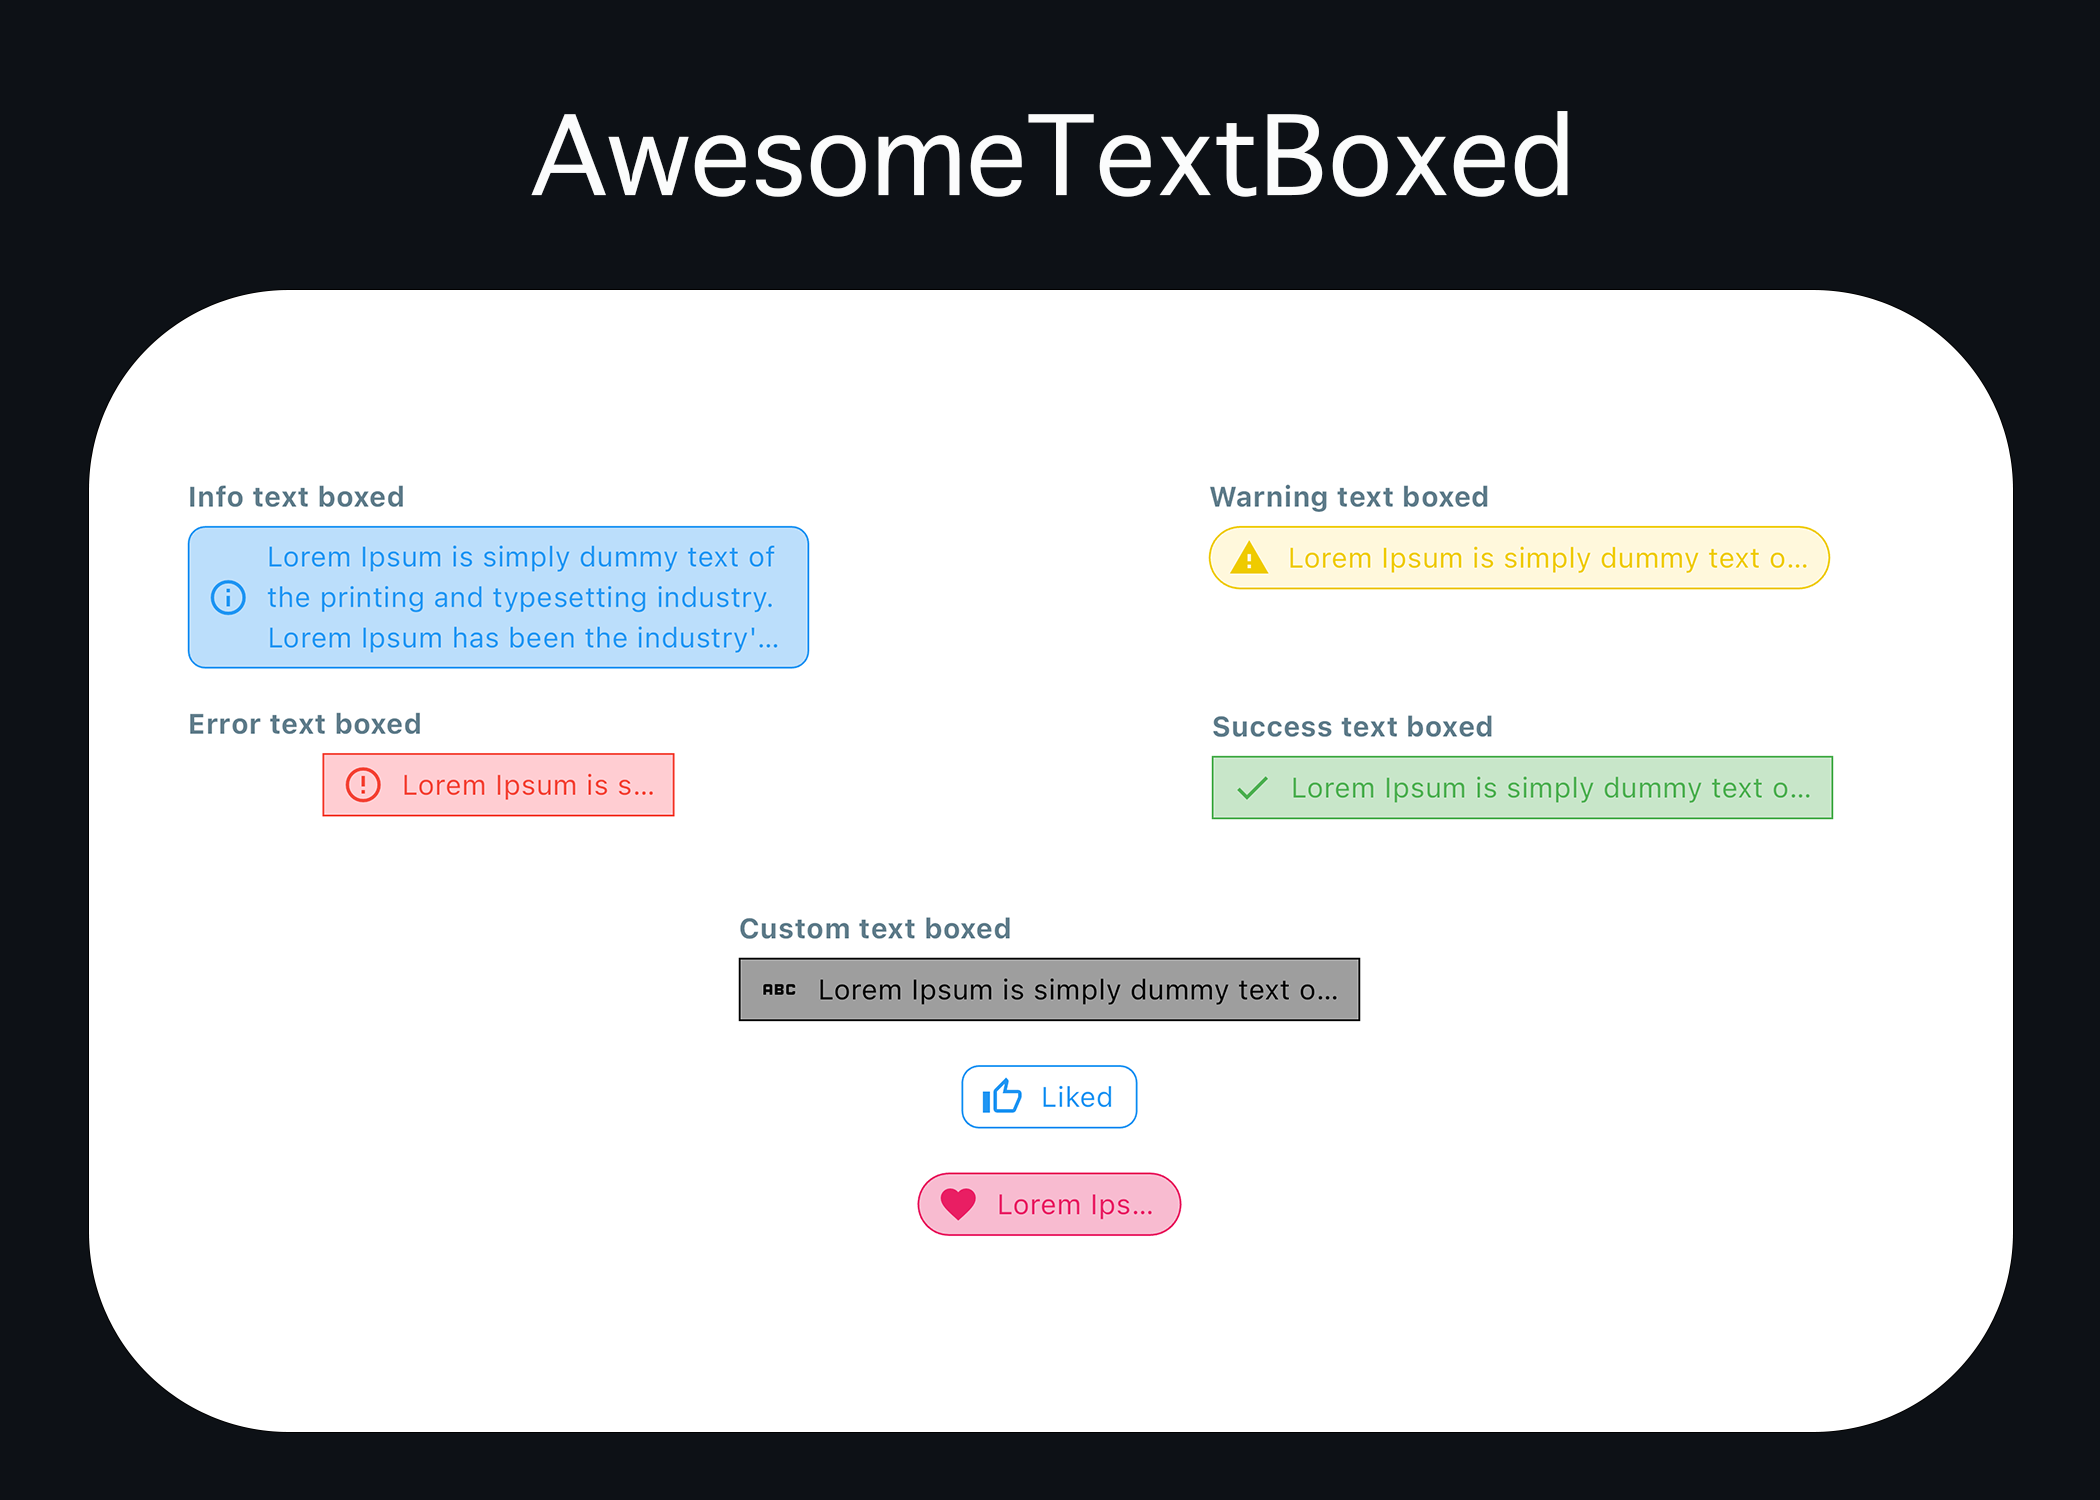 AwesomeTextBoxed
Info text boxed
Lorem Ipsum is simply dummy text of
the printing and typesetting industry.
Lorem Ipsum has been the industry'...
Warning text boxed
Lorem Ipsum is simply dummy text o...
Error text boxed
Lorem Ipsum is s...
Success text boxed
Lorem Ipsum is simply dummy text o...
Custom text boxed
ABC Lorem Ipsum is simply dummy text o...
Liked
Lorem Ips...